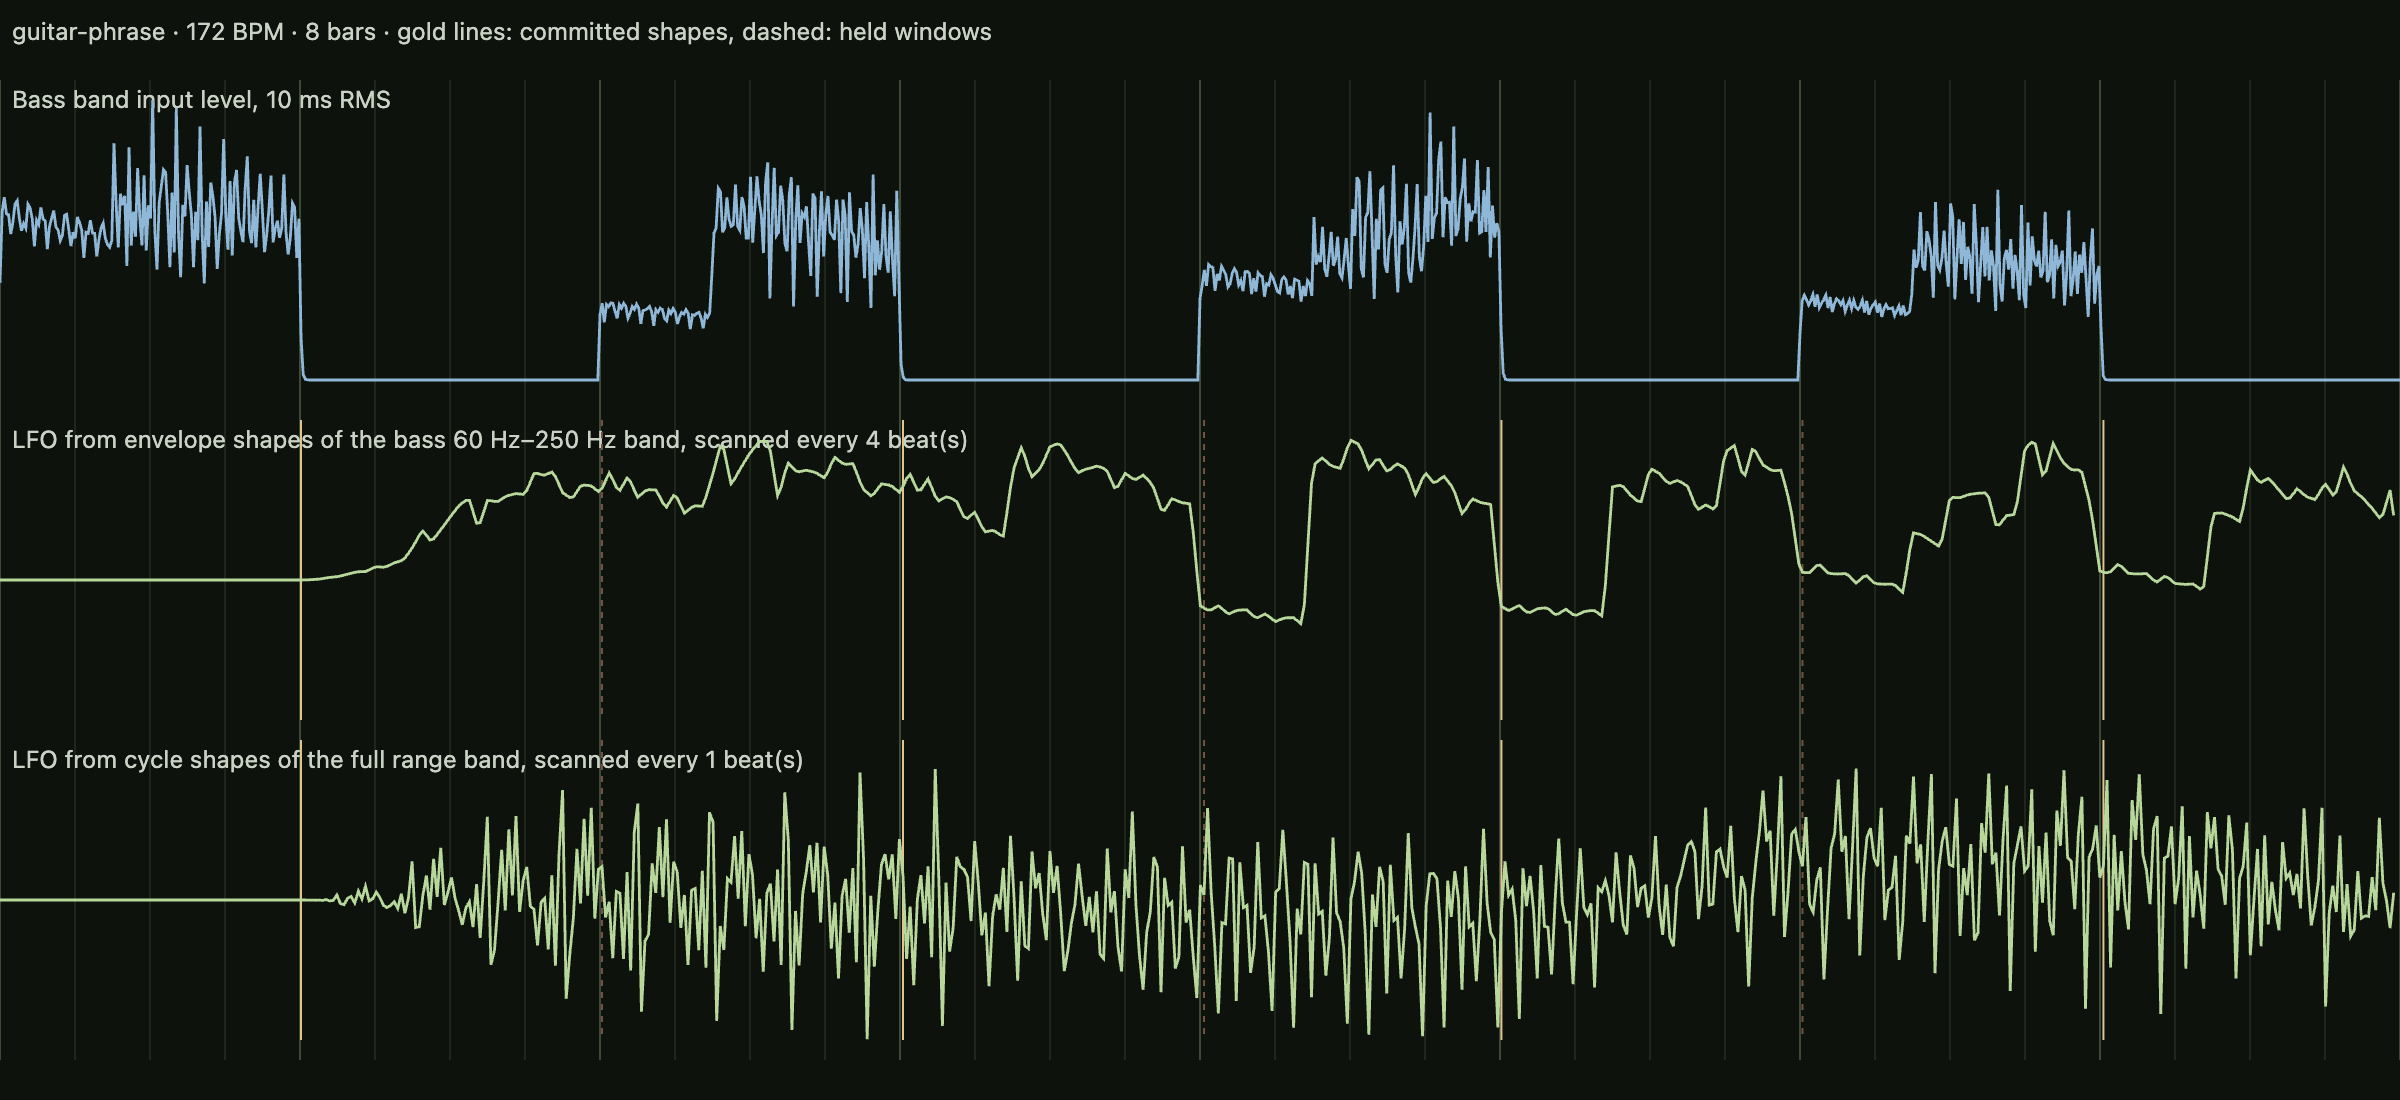 guitar-phrase · 172 BPM · 8 bars · gold lines: committed shapes, dashed: held windows
Bass band input level, 10 ms RMS
LFO from envelope shapes of the bass 60 Hz–250 Hz band, scanned every 4 beat(s)
LFO from cycle shapes of the full range band, scanned every 1 beat(s)